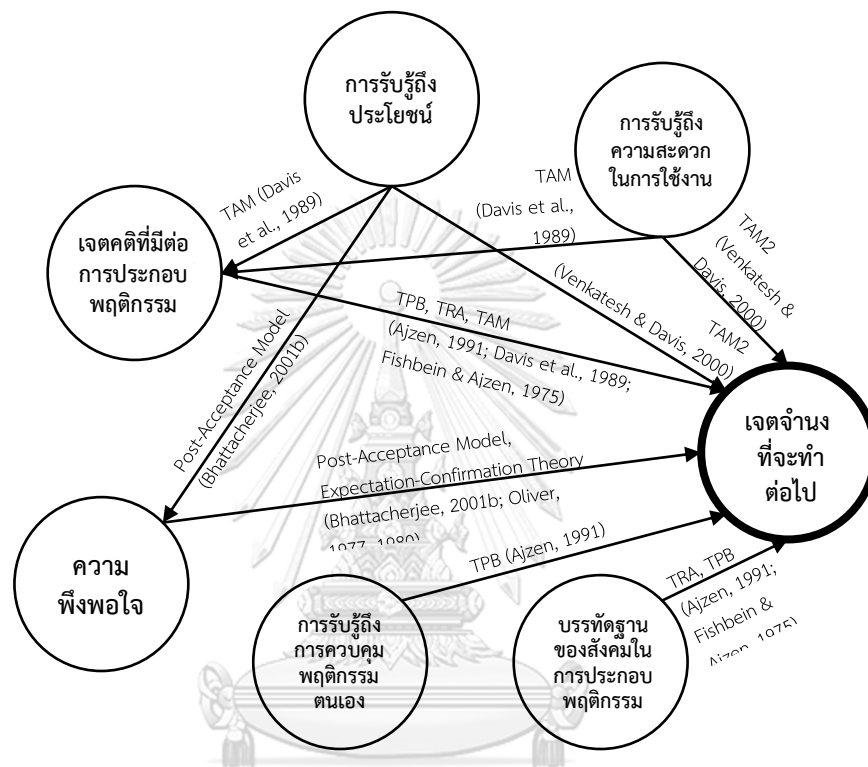 การรับรู้ถึง
ประโยชน์
การรับรู้ถึง
ความสะดวก
ในการใช้งาน
TAM (Davis
et al., 1989)
TAM
(Davis et al.,
1989)
TAM2
(Venkatesh &
Davis, 2000)
เจตคติที่มีต่อ
การประกอบ
พฤติกรรม
TAM2
(Venkatesh & Davis, 2000)
TPB, TRA, TAM
(Ajzen, 1991; Davis et al., 1989;
Fishbein & Ajzen, 1975)
Post-Acceptance Model
(Bhattacherjee, 2001b)
เจตจำนง
ที่จะทำ
ต่อไป
Post-Acceptance Model,
Expectation-Confirmation Theory
(Bhattacherjee, 2001b; Oliver,
1977, 1980)
ความ
พึงพอใจ
TPB (Ajzen, 1991)
TRA, TPB
(Ajzen, 1991;
Fishbein &
Ajzen, 1975)
การรับรู้ถึง
การควบคุม
พฤติกรรม
ตนเอง
บรรทัดฐาน
ของสังคมใน
การประกอบ
พฤติกรรม